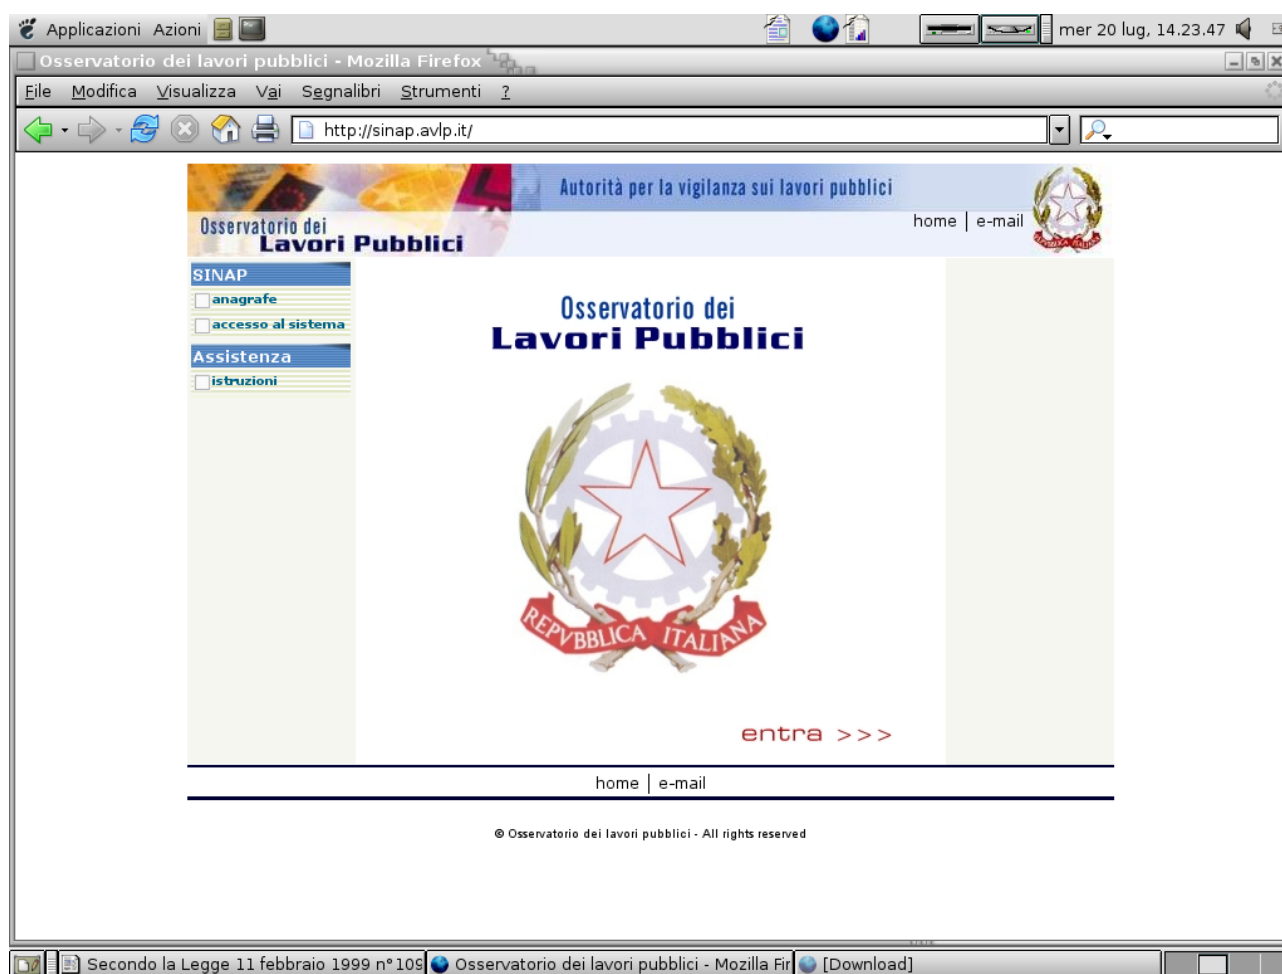 Applicazioni Azioni mer 20 lug, 14.23.47
Osservatorio dei lavori pubblici - Mozilla Firefox
File Modifica Visualizza Vai Segnalibri Strumenti ?
http://sinap.avlp.it/
Autorità per la vigilanza sui lavori pubblici
home | e-mail
Osservatorio dei
Lavori Pubblici
SINAP
anagrafe
accesso al sistema
Assistenza
istruzioni
Osservatorio dei
Lavori Pubblici
REPVBBLICA ITALIANA
entra >>>
home | e-mail
© Osservatorio dei lavori pubblici - All rights reserved
Secondo la Legge 11 febbraio 1999 n°109 Osservatorio dei lavori pubblici - Mozilla Fir [Download]